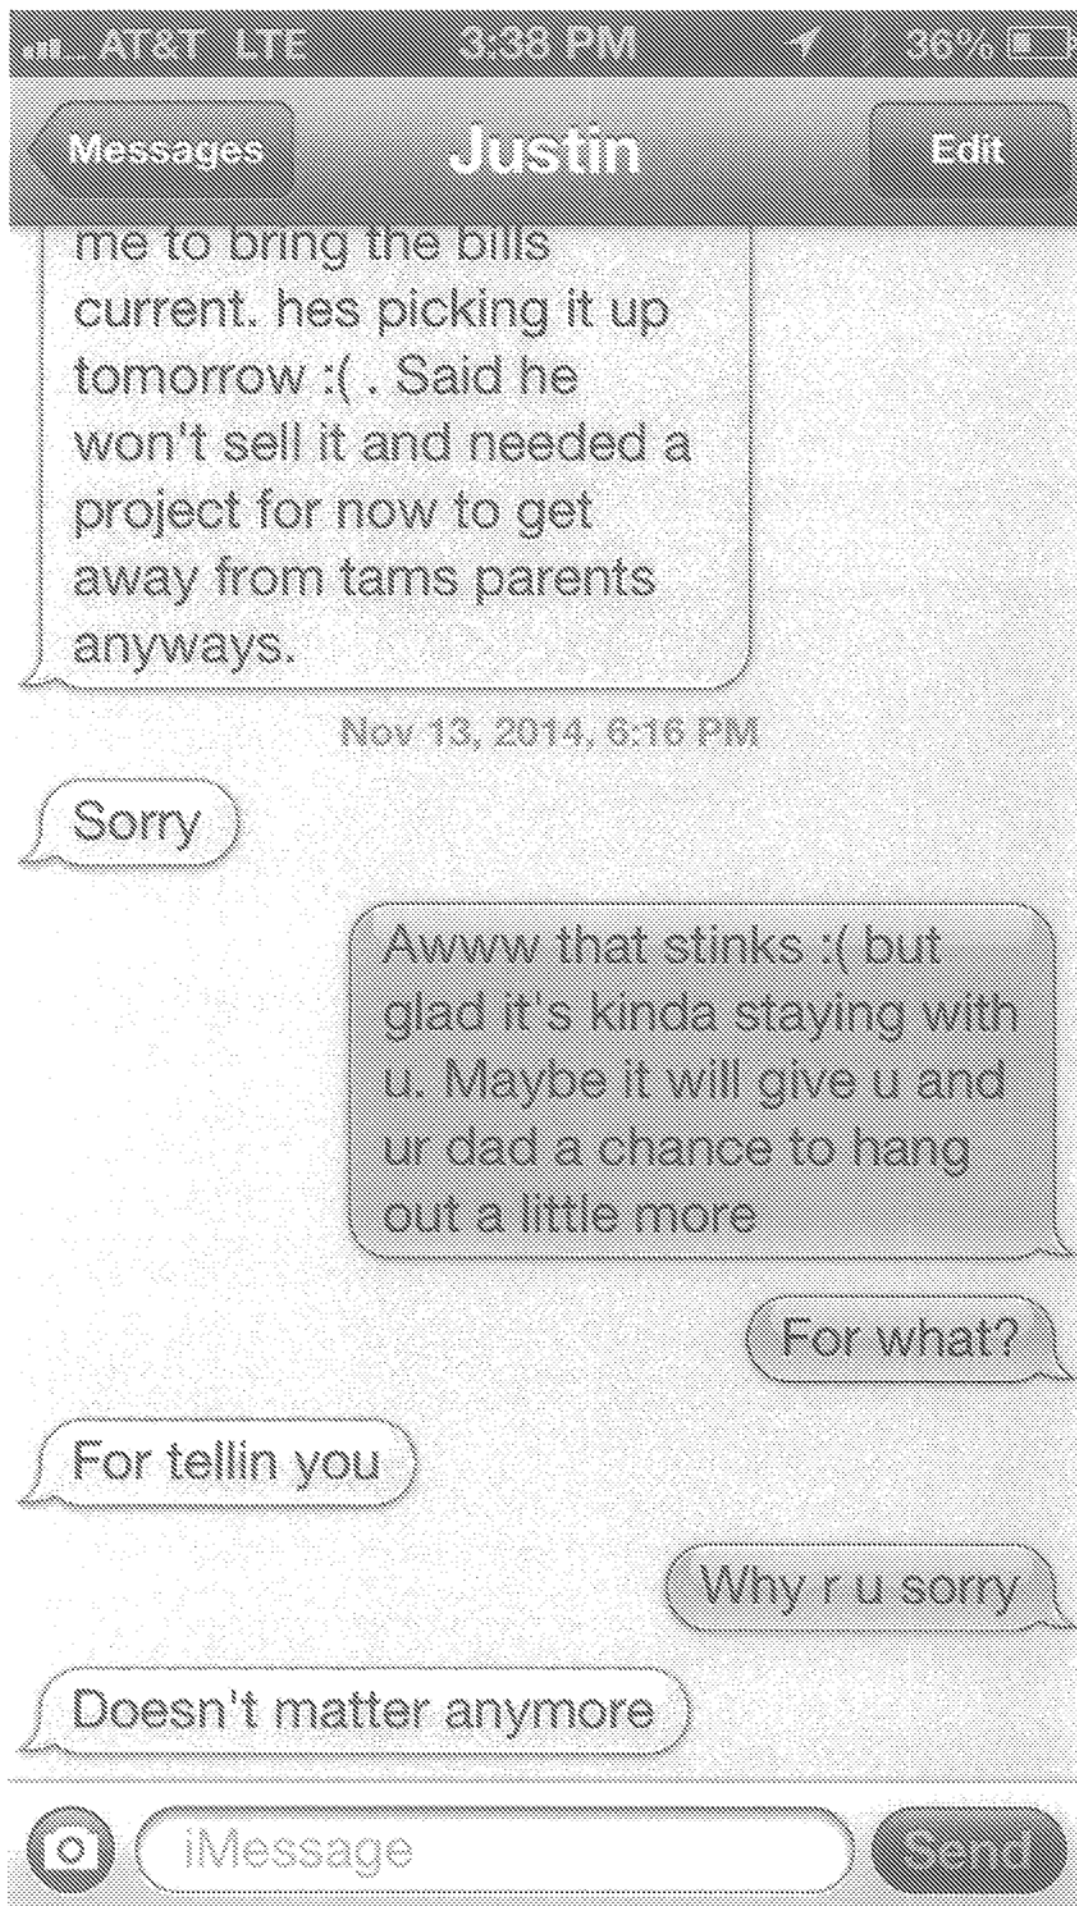 AT&T LTE 3:38 PM 36%
Messages Justin Edit
me to bring the bills
current. hes picking it up
tomorrow :( . Said he
won't sell it and needed a
project for now to get
away from tams parents
anyways.
Nov 13, 2014, 6:16 PM
Sorry
Awww that stinks :( but
glad it's kinda staying with
u. Maybe it will give u and
ur dad a chance to hang
out a little more
For what?
For tellin you
Why r u sorry
Doesn't matter anymore
iMessage Send